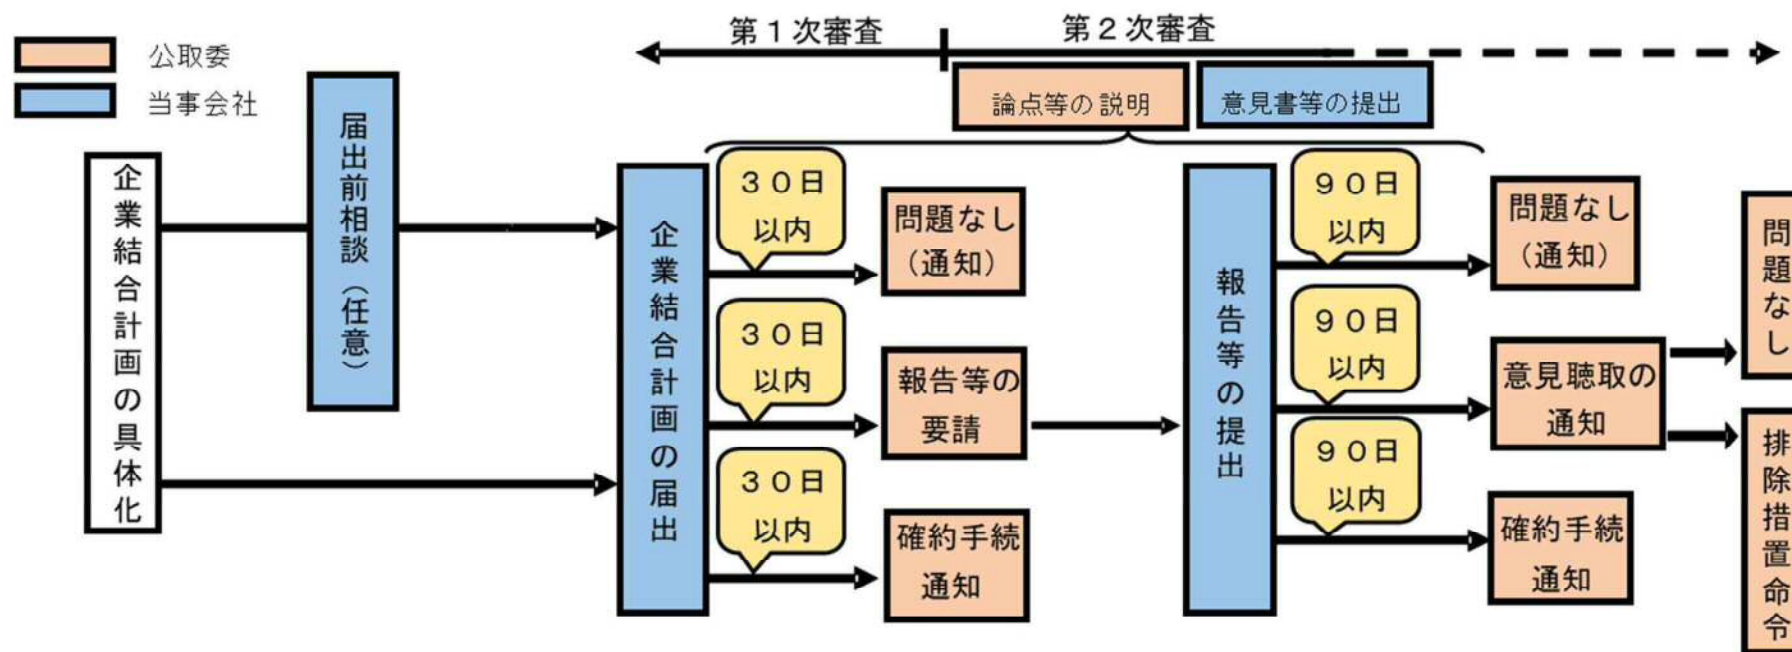 第１次審査
第２次審査
公取委
当事会社
論点等の説明
意見書等の提出
企業結合計画の具体化
届出前相談（任意）
企業結合計画の届出
３０日
以内
問題なし
（通知）
３０日
以内
報告等の
要請
３０日
以内
確約手続
通知
報告等の提出
９０日
以内
問題なし
（通知）
９０日
以内
意見聴取の
通知
９０日
以内
確約手続
通知
問題なし
排除措置命令